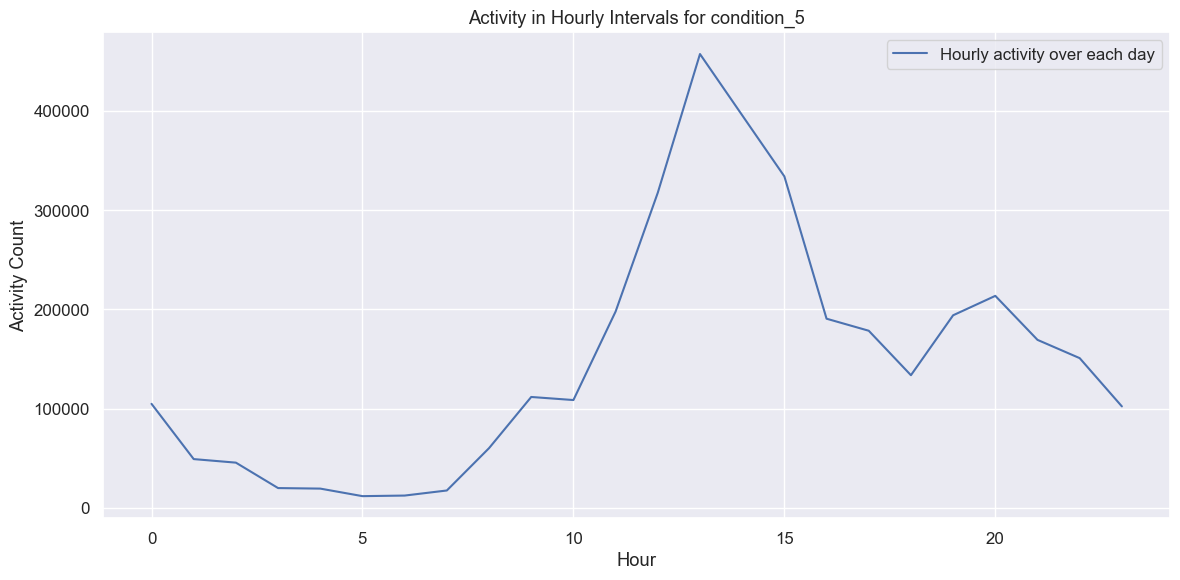 Activity in Hourly Intervals for condition_5
Hourly activity over each day
Activity Count
400000
300000
200000
100000
0
0 5 10 15 20
Hour